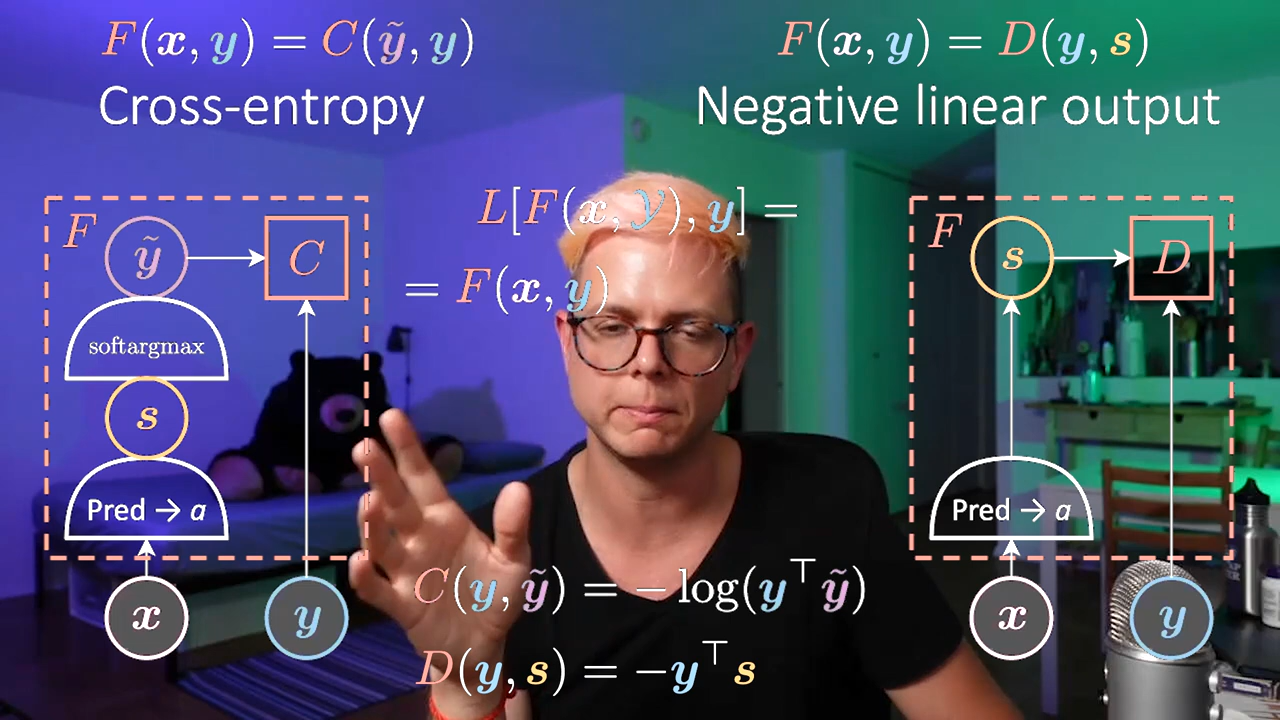 F(x, y) = C(ỹ, y)
Cross-entropy
F(x, y) = D(y, s)
Negative linear output
L[F(x, 𝒴), y] =
= F(x, y)
F
ỹ
C
softargmax
s
Pred → a
x
y
F
s
D
Pred → a
x
y
C(y, ỹ) = − log(y⊤ỹ)
D(y, s) = −y⊤s